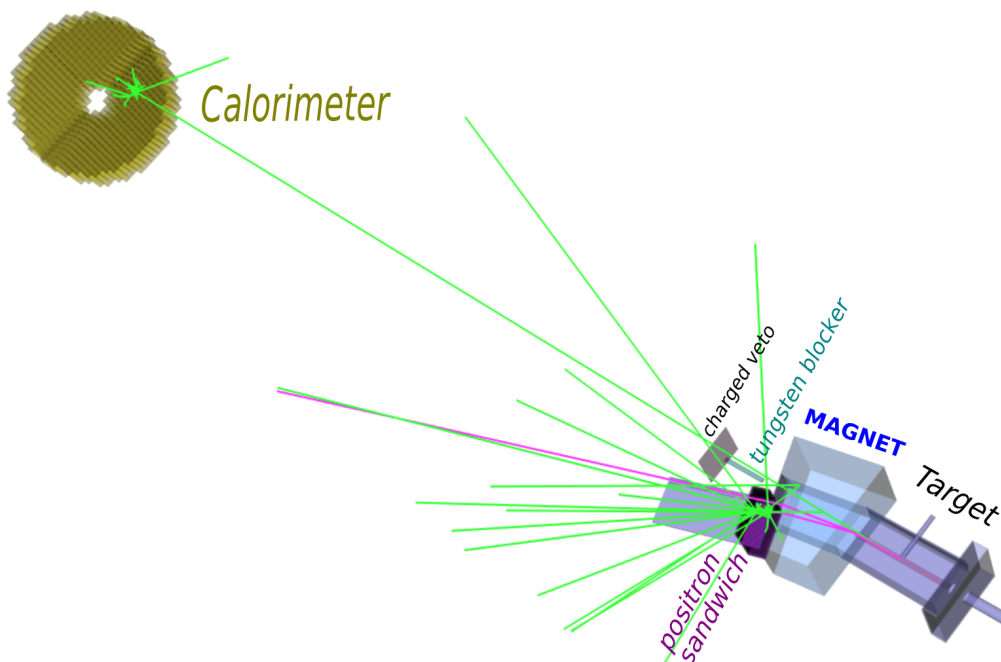 Calorimeter
charged veto
tungsten blocker
MAGNET
Target
positron
sandwich